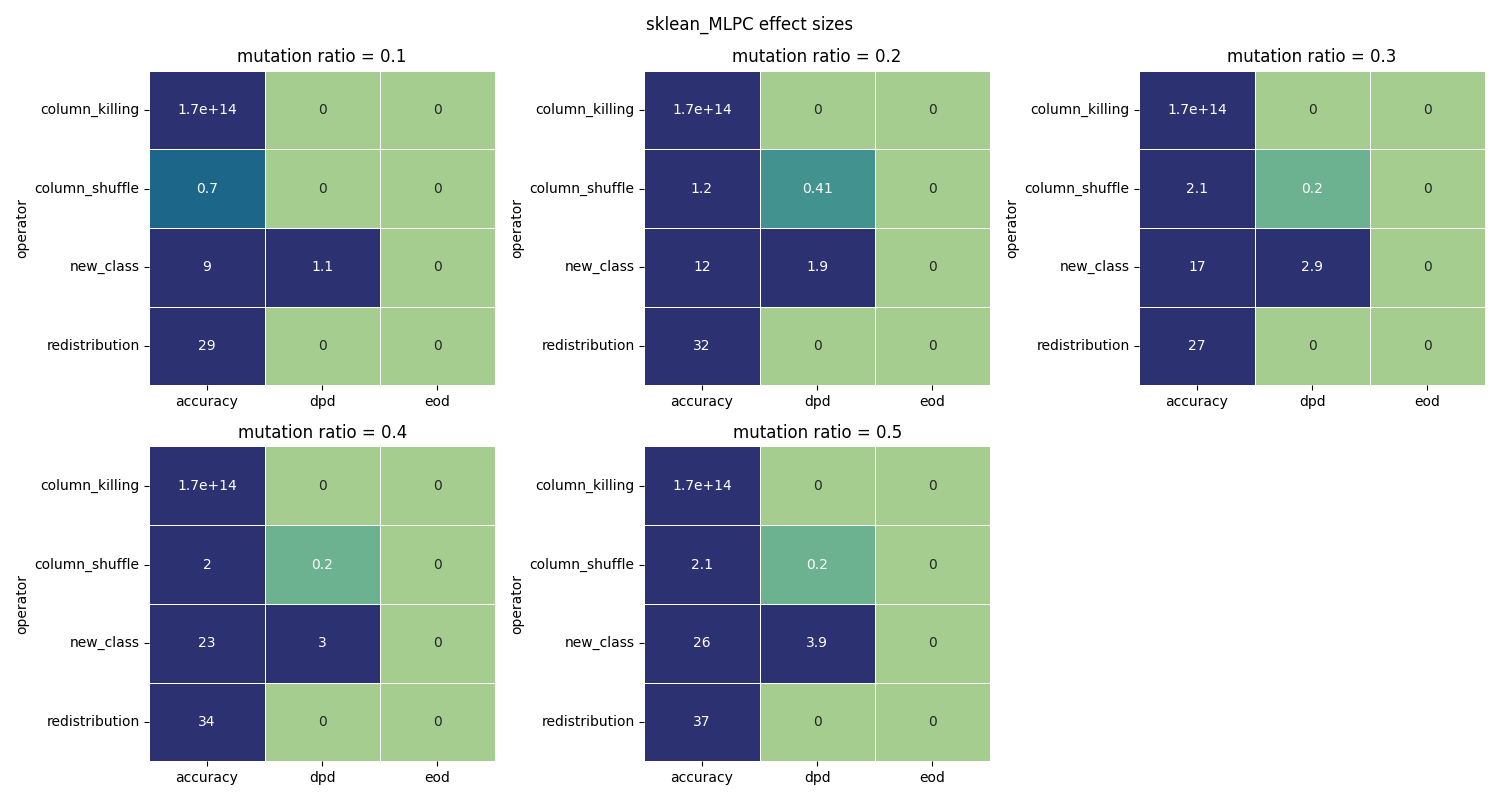 sklean_MLPC effect sizes
mutation ratio = 0.1
operator
column_killing 1.7e+14 0 0
column_shuffle 0.7 0 0
new_class 9 1.1 0
redistribution 29 0 0
accuracy dpd eod
mutation ratio = 0.2
operator
column_killing 1.7e+14 0 0
column_shuffle 1.2 0.41 0
new_class 12 1.9 0
redistribution 32 0 0
accuracy dpd eod
mutation ratio = 0.3
operator
column_killing 1.7e+14 0 0
column_shuffle 2.1 0.2 0
new_class 17 2.9 0
redistribution 27 0 0
accuracy dpd eod
mutation ratio = 0.4
operator
column_killing 1.7e+14 0 0
column_shuffle 2 0.2 0
new_class 23 3 0
redistribution 34 0 0
accuracy dpd eod
mutation ratio = 0.5
operator
column_killing 1.7e+14 0 0
column_shuffle 2.1 0.2 0
new_class 26 3.9 0
redistribution 37 0 0
accuracy dpd eod